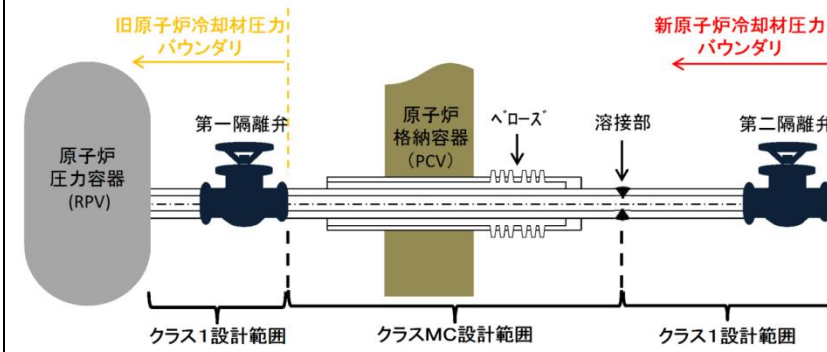 旧原子炉冷却材圧力
バウンダリ
新原子炉冷却材圧力
バウンダリ
原子炉
圧力容器
(RPV)
第一隔離弁
原子炉
格納容器
(PCV)
ﾍﾞﾛｰｽﾞ
溶接部
第二隔離弁
クラス1設計範囲
クラスMC設計範囲
クラス1設計範囲